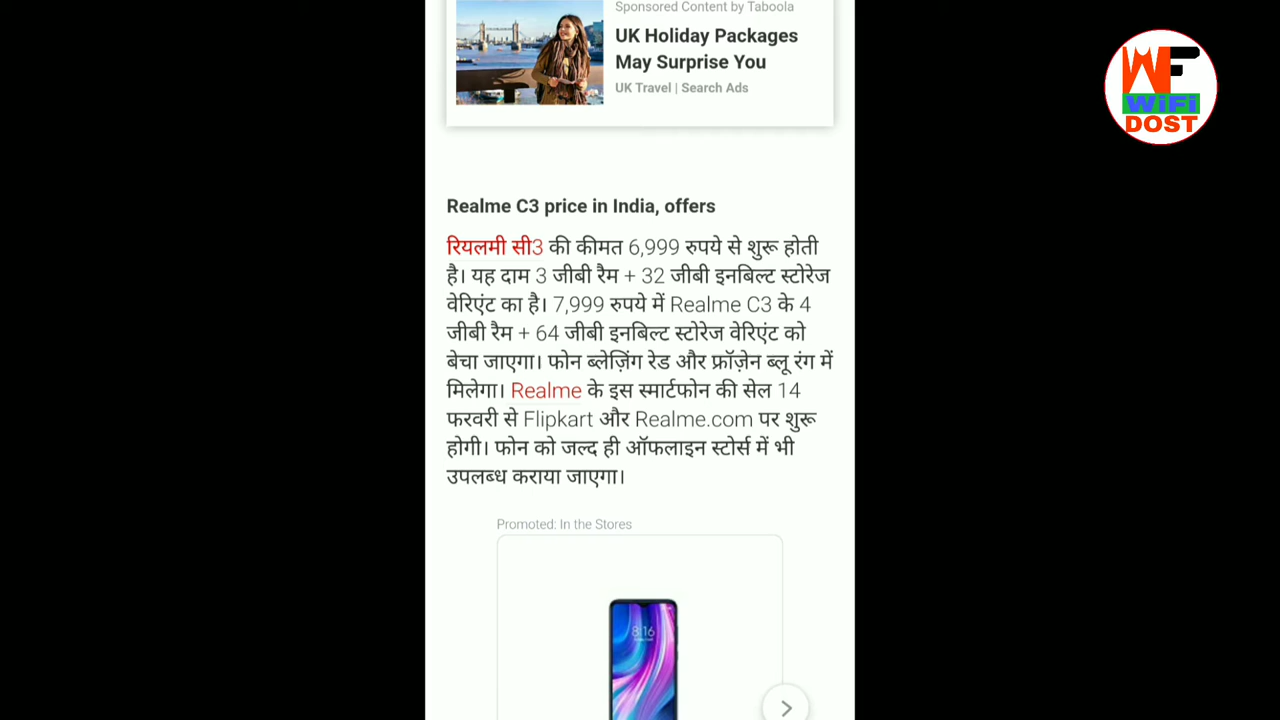 Sponsored Content by Taboola
UK Holiday Packages
May Surprise You
UK Travel | Search Ads
WF
WiFi
DOST
Realme C3 price in India, offers
रियलमी सी3 की कीमत 6,999 रुपये से शुरू होती
है। यह दाम 3 जीबी रैम + 32 जीबी इनबिल्ट स्टोरेज
वेरिएंट का है। 7,999 रुपये में Realme C3 के 4
जीबी रैम + 64 जीबी इनबिल्ट स्टोरेज वेरिएंट को
बेचा जाएगा। फोन ब्लेज़िंग रेड और फ्रॉज़ेन ब्लू रंग में
मिलेगा। Realme के इस स्मार्टफोन की सेल 14
फरवरी से Flipkart और Realme.com पर शुरू
होगी। फोन को जल्द ही ऑफलाइन स्टोर्स में भी
उपलब्ध कराया जाएगा।
Promoted: In the Stores
8:16